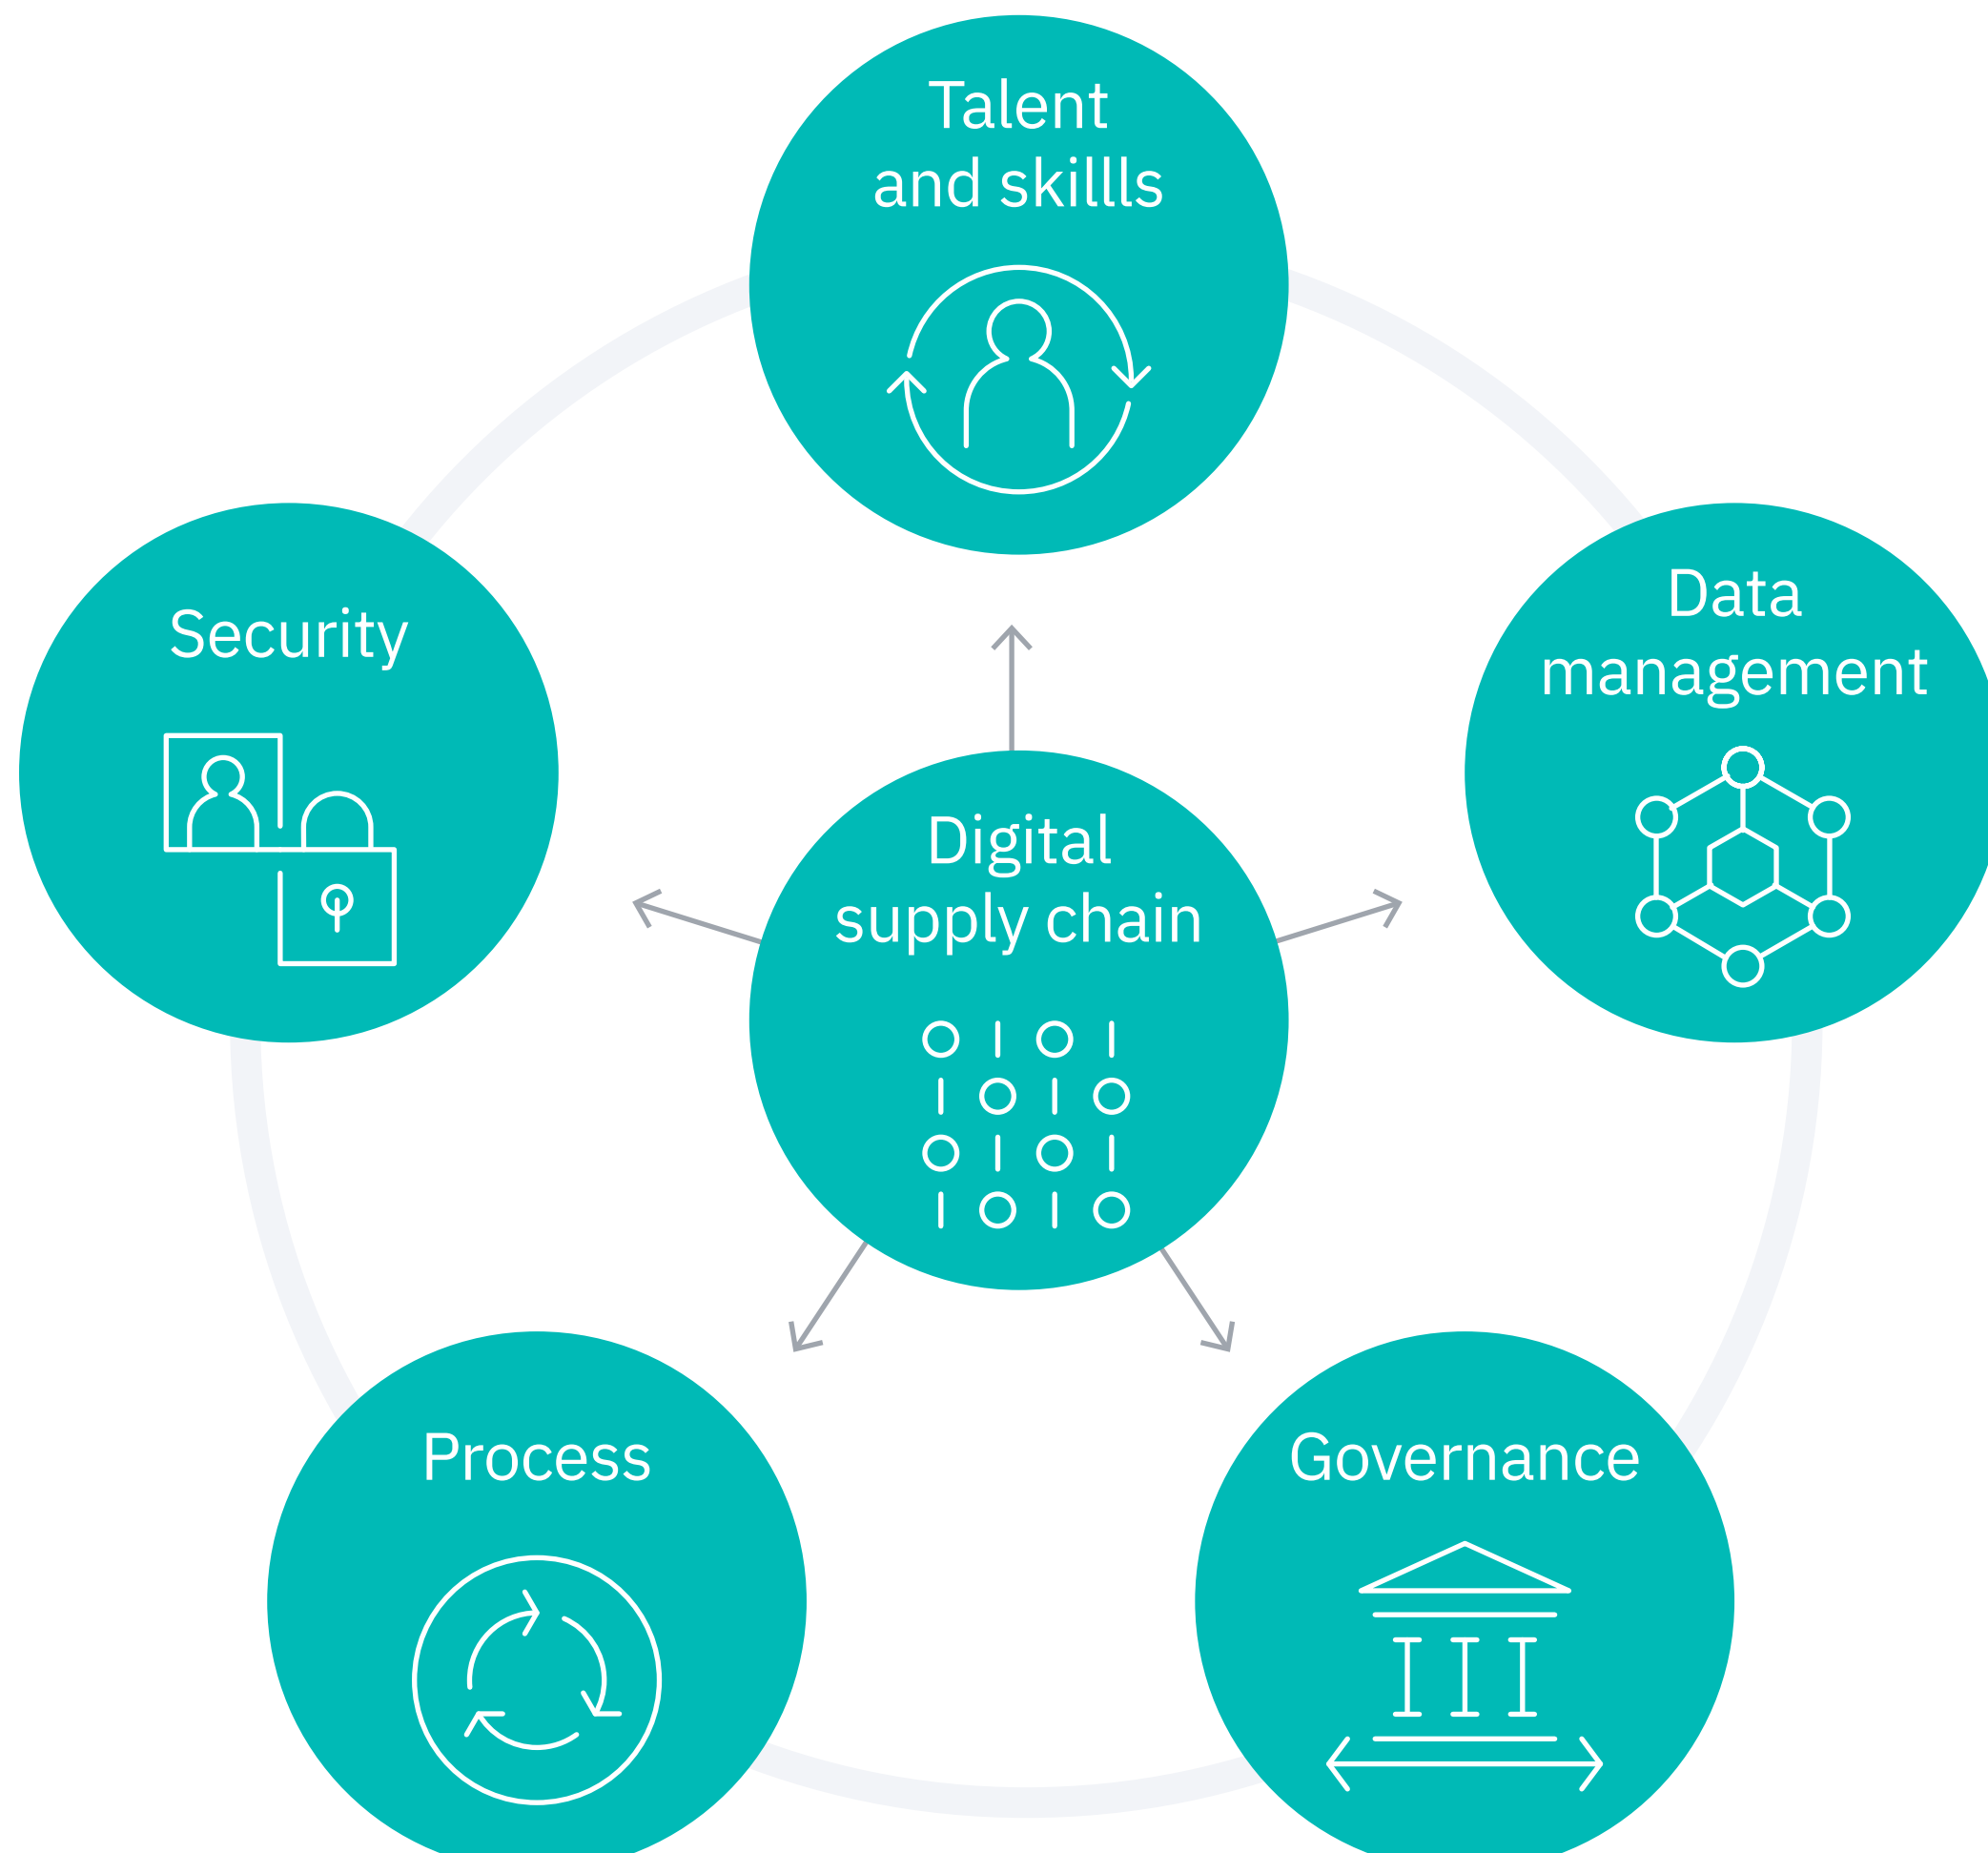 Talent
and skillls
Security
Data
management
Digital
supply chain
Process
Governance